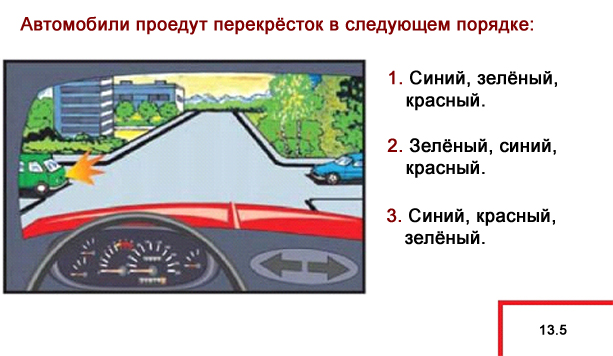 Автомобили проедут перекрёсток в следующем порядке:
1. Синий, зелёный,
красный.
2. Зелёный, синий,
красный.
3. Синий, красный,
зелёный.
13.5